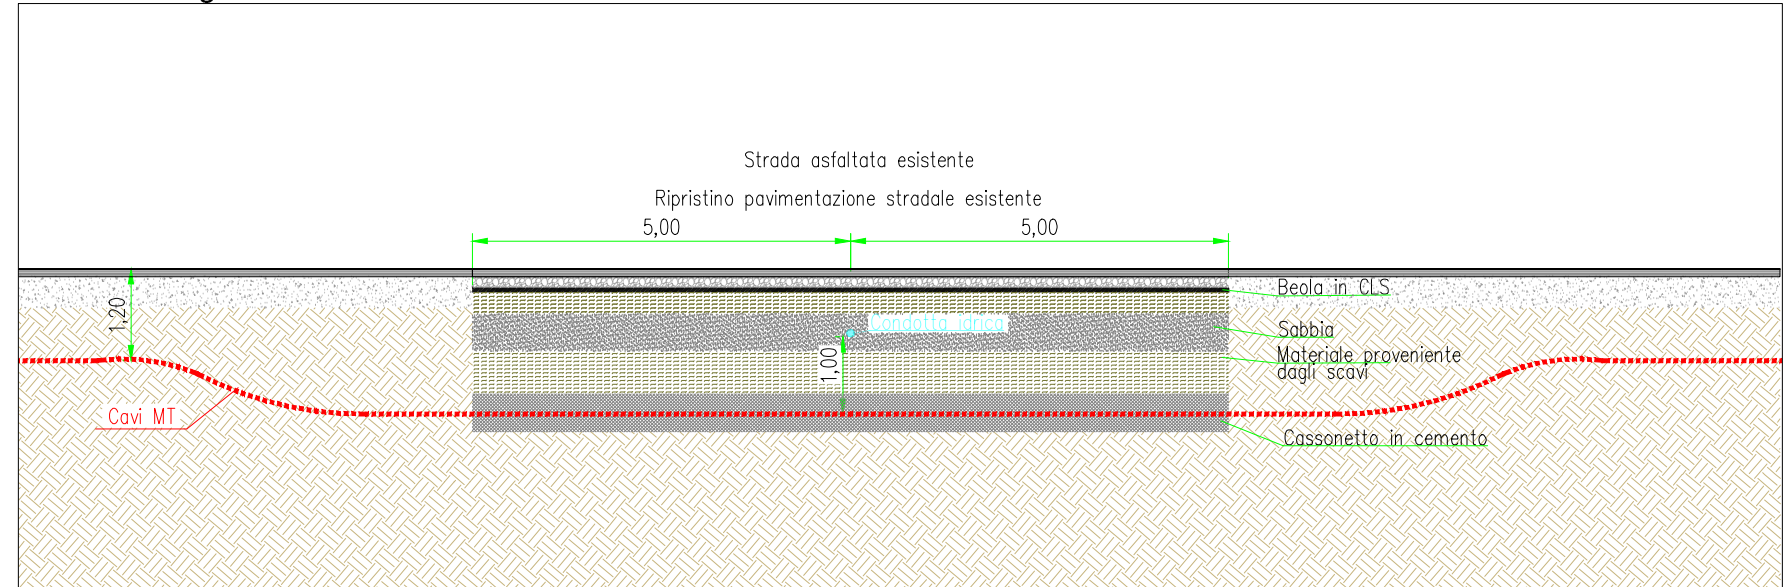 Strada asfaltata esistente
Ripristino pavimentazione stradale esistente
5,00
5,00
1,20
Beola in CLS
Condotta idrica
Sabbia
1,00
Materiale proveniente
dagli scavi
Cavi MT
Cassonetto in cemento